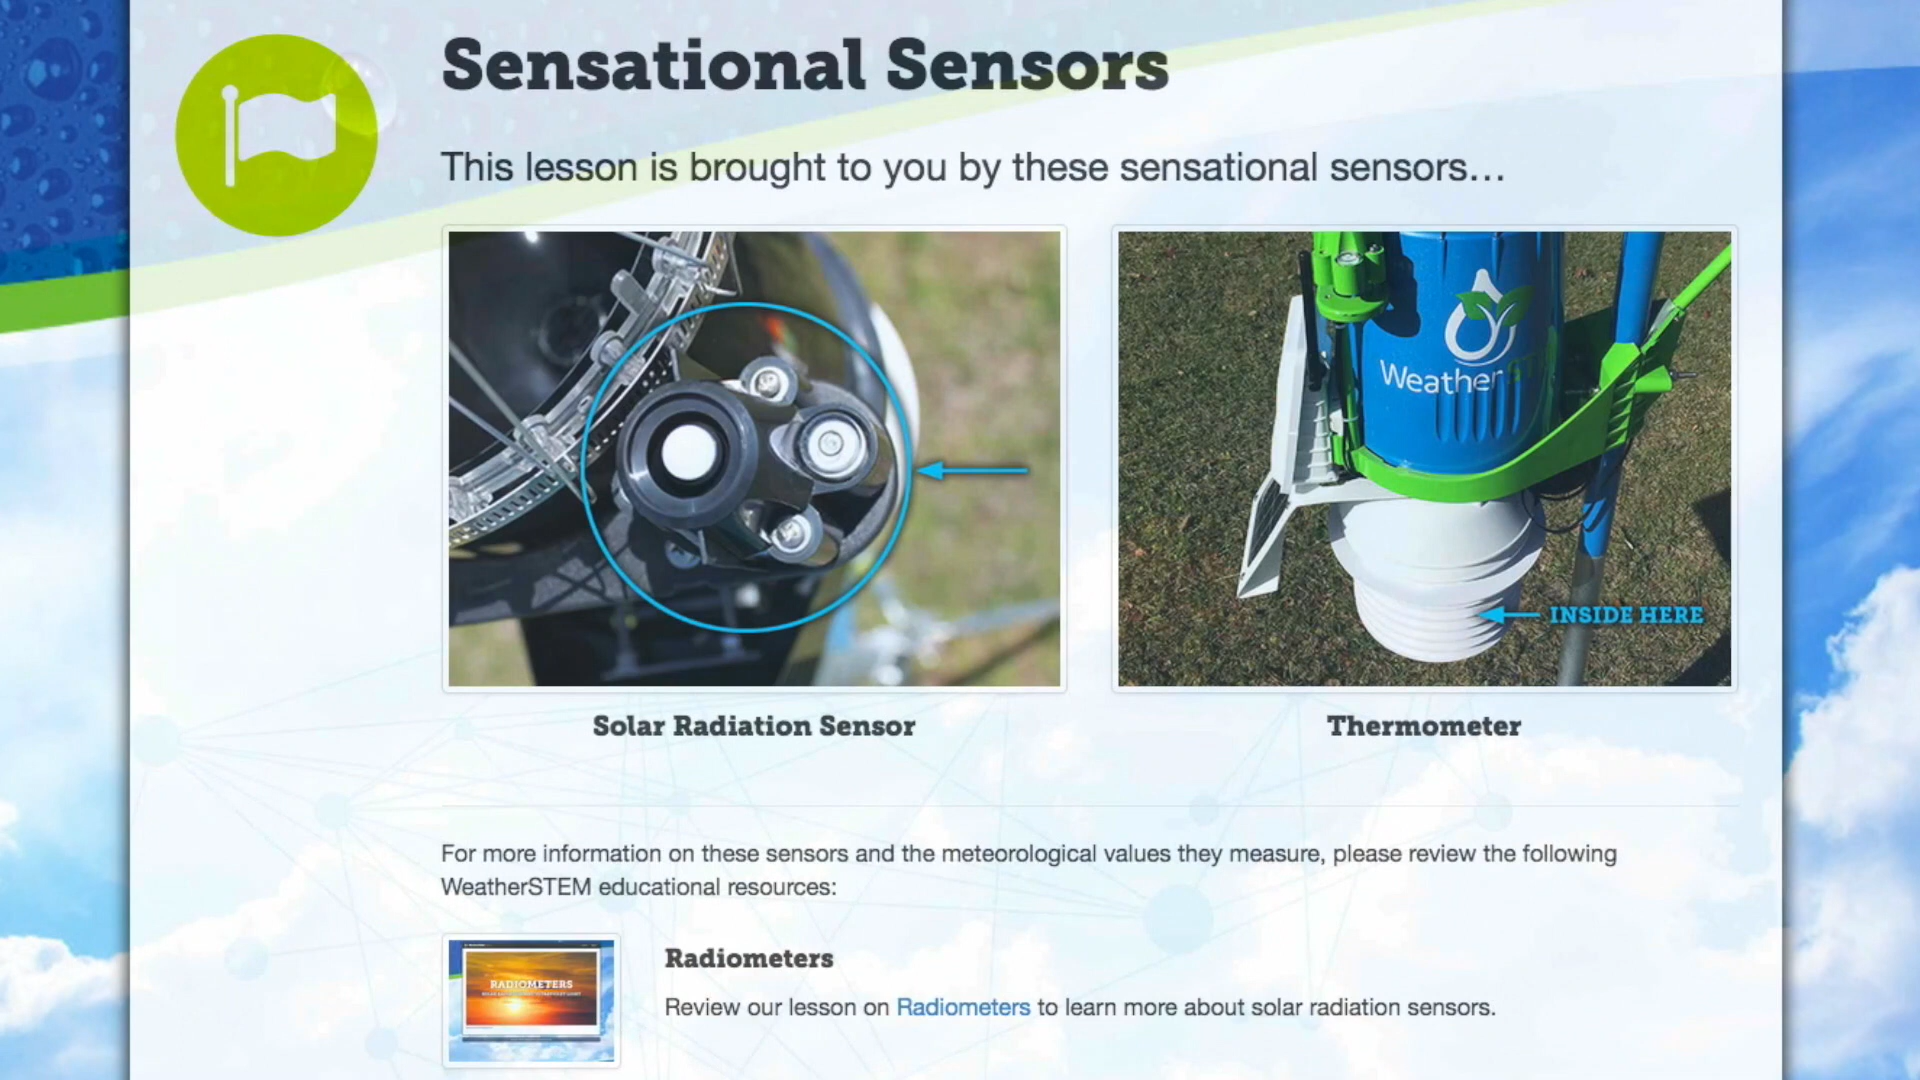 Sensational Sensors
This lesson is brought to you by these sensational sensors...
Weather
INSIDE HERE
Solar Radiation Sensor
Thermometer
For more information on these sensors and the meteorological values they measure, please review the following
WeatherSTEM educational resources:
RADIOMETERS
Radiometers
Review our lesson on Radiometers to learn more about solar radiation sensors.